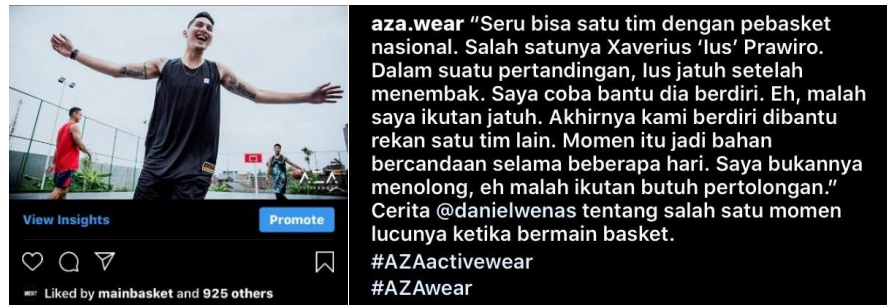 AZA
View Insights
Promote
Liked by mainbasket and 925 others
aza.wear “Seru bisa satu tim dengan pebasket
nasional. Salah satunya Xaverius ‘Ius’ Prawiro.
Dalam suatu pertandingan, Ius jatuh setelah
menembak. Saya coba bantu dia berdiri. Eh, malah
saya ikutan jatuh. Akhirnya kami berdiri dibantu
rekan satu tim lain. Momen itu jadi bahan
bercandaan selama beberapa hari. Saya bukannya
menolong, eh malah ikutan butuh pertolongan.”
Cerita @danielwenas tentang salah satu momen
lucunya ketika bermain basket.
#AZAactivewear
#AZAwear